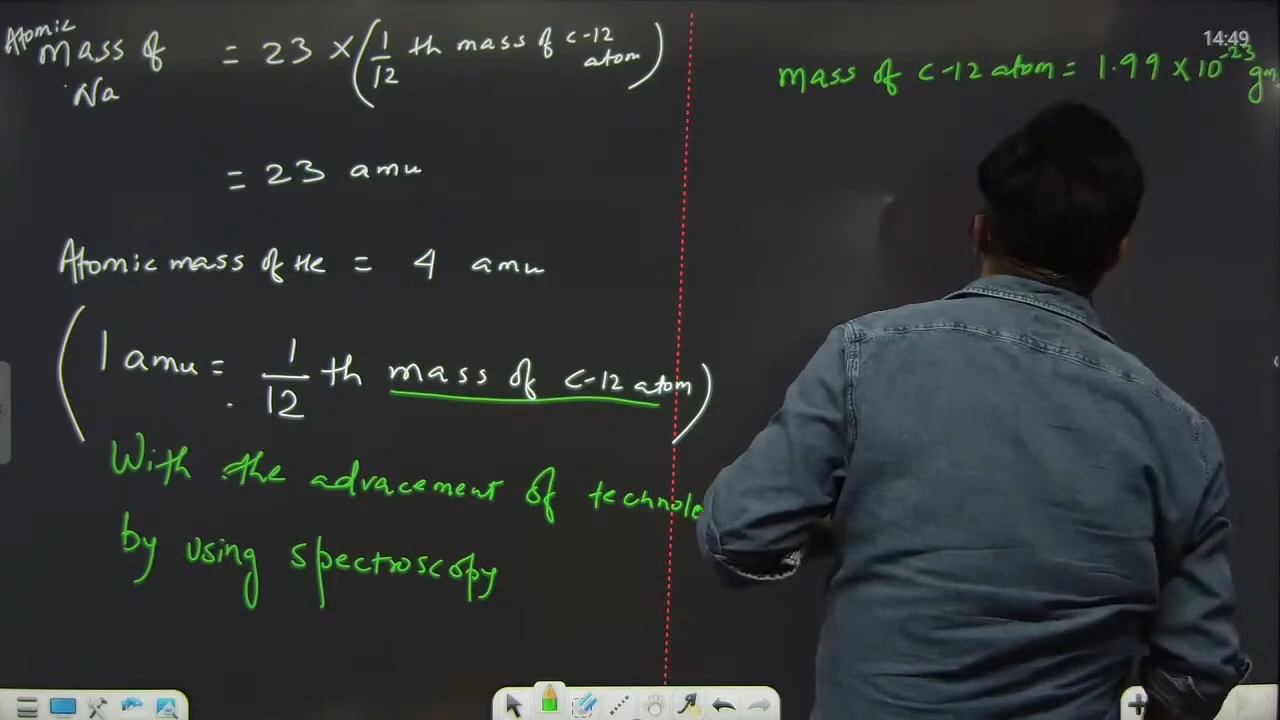 Atomic
Mass of = 23 × (1/12 th mass of C-12 atom)
Na
= 23 amu
Atomic mass of He = 4 amu
(1 amu = 1/12 th mass of C-12 atom)
With the advacement of
by using spectroscopy
14:49
mass of C-12 atom = 1.99 × 10⁻²³ gm